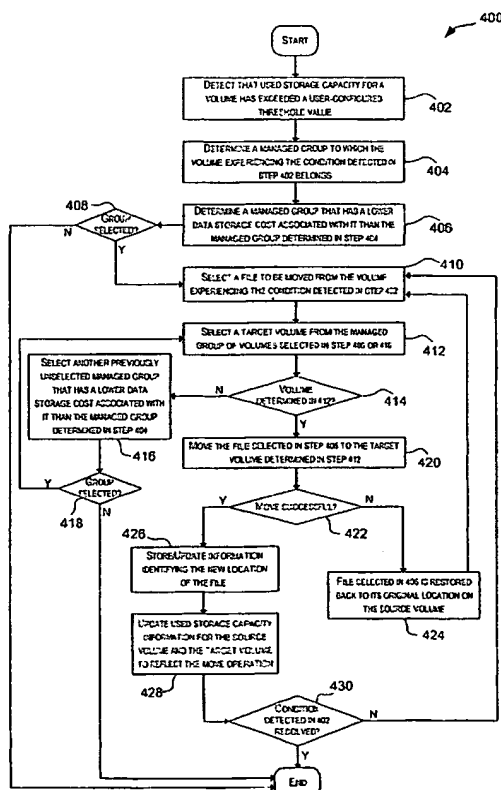 400
START
DETECT THAT USED STORAGE CAPACITY FOR A
VOLUME HAS EXCEEDED A USER-CONFIGURED
THRESHOLD VALUE
402
DETERMINE A MANAGED GROUP TO WHICH THE
VOLUME EXPERIENCING THE CONDITION DETECTED IN
STEP 402 BELONGS
404
408
GROUP
SELECTED?
N
Y
DETERMINE A MANAGED GROUP THAT HAS A LOWER
DATA STORAGE COST ASSOCIATED WITH IT THAN THE
MANAGED GROUP DETERMINED IN STEP 404
406
410
SELECT A FILE TO BE MOVED FROM THE VOLUME
EXPERIENCING THE CONDITION DETECTED IN STEP 402
SELECT A TARGET VOLUME FROM THE MANAGED
GROUP OF VOLUMES SELECTED IN STEP 406 OR 416
412
SELECT ANOTHER PREVIOUSLY
UNSELECTED MANAGED GROUP
THAT HAS A LOWER DATA
STORAGE COST ASSOCIATED WITH
IT THAN THE MANAGED GROUP
DETERMINED IN STEP 404
416
N
VOLUME
DETERMINED IN 412?
414
Y
MOVE THE FILE SELECTED IN STEP 406 TO THE TARGET
VOLUME DETERMINED IN STEP 412
420
Y
GROUP
SELECTED?
418
N
Y
MOVE SUCCESSFUL?
N
422
426
STORE/UPDATE INFORMATION
IDENTIFYING THE NEW LOCATION
OF THE FILE
FILE SELECTED IN 406 IS RESTORED
BACK TO ITS ORIGINAL LOCATION ON
THE SOURCE VOLUME
424
UPDATE USED STORAGE CAPACITY
INFORMATION FOR THE SOURCE
VOLUME AND THE TARGET VOLUME
TO REFLECT THE MOVE OPERATION
428
430
CONDITION
DETECTED IN 402
RESOLVED?
N
Y
END